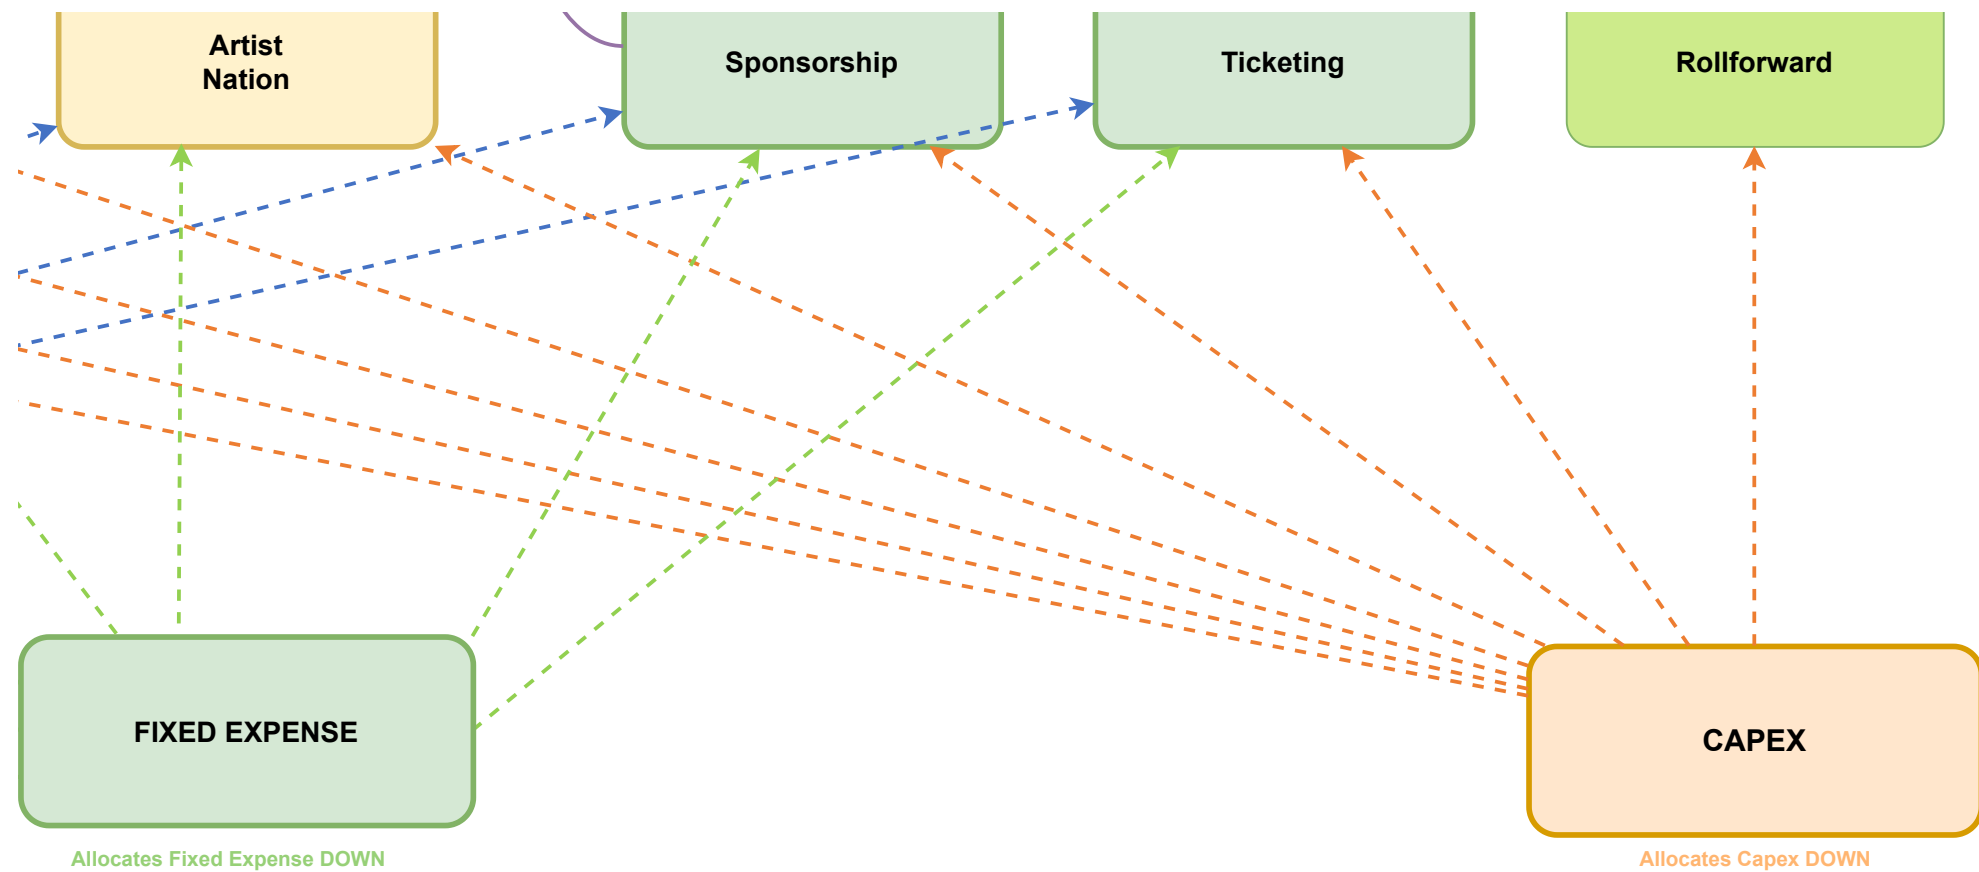 Artist
Nation
Sponsorship
Ticketing
Rollforward
FIXED EXPENSE
CAPEX
Allocates Fixed Expense DOWN
Allocates Capex DOWN